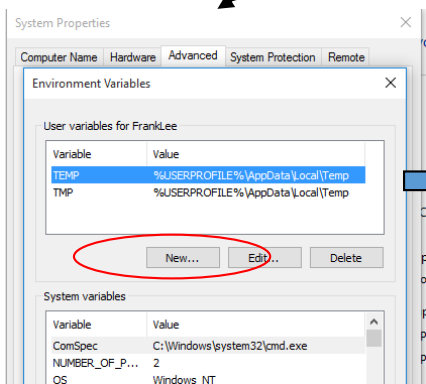 System Properties
Computer Name Hardware Advanced System Protection Remote
Environment Variables
User variables for FrankLee
Variable Value
TEMP %USERPROFILE%\AppData\Local\Temp
TMP %USERPROFILE%\AppData\Local\Temp
New... Edit... Delete
System variables
Variable Value
ComSpec C:\Windows\system32\cmd.exe
NUMBER_OF_P... 2
OS Windows_NT